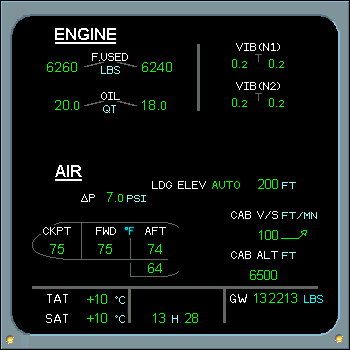 ENGINE
F.USED
6260 LBS 6240
VIB(N1)
0.2 0.2
OIL
20.0 QT 18.0
VIB(N2)
0.2 0.2
AIR
LDG ELEV AUTO 200 FT
ΔP 7.0 PSI
CAB V/S FT/MN
100
CKPT FWD °F AFT
75 75 74
64
CAB ALT FT
6500
TAT +10 °C
GW 132213 LBS
SAT +10 °C
13 H 28